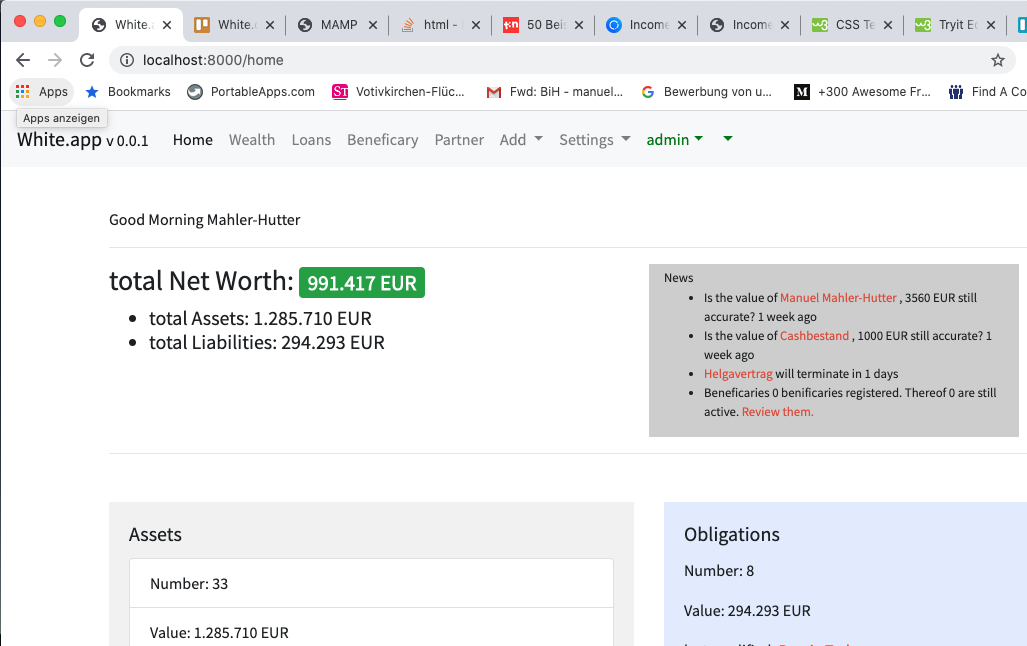 White.a
White.c
MAMP
html -
50 Beis
Income
Income
CSS Te
Tryit Ed
localhost:8000/home
Apps
Bookmarks
PortableApps.com
Votivkirchen-Flüc...
Fwd: BiH - manuel...
Bewerbung von u...
+300 Awesome Fr...
Find A Co
Apps anzeigen
White.app v 0.0.1
Home
Wealth
Loans
Beneficary
Partner
Add
Settings
admin
Good Morning Mahler-Hutter
total Net Worth: 991.417 EUR
total Assets: 1.285.710 EUR
total Liabilities: 294.293 EUR
News
Is the value of Manuel Mahler-Hutter , 3560 EUR still
accurate? 1 week ago
Is the value of Cashbestand , 1000 EUR still accurate? 1
week ago
Helgavertrag will terminate in 1 days
Beneficaries 0 benificaries registered. Thereof 0 are still
active. Review them.
Assets
Number: 33
Value: 1.285.710 EUR
Obligations
Number: 8
Value: 294.293 EUR